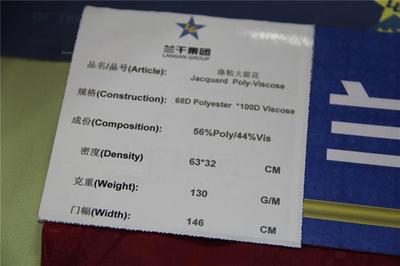 兰干集团
LANGAN GROUP
品名/品号(Article): 涤粘大提花
Jacquard Poly-Viscose
规格(Construction): 68D Polyester *100D Viscose
成份(Composition): 56%Poly/44%Vis
密度(Density) 63*32 CM
克重(Weight): 130 G/M
门幅(Width): 146 CM